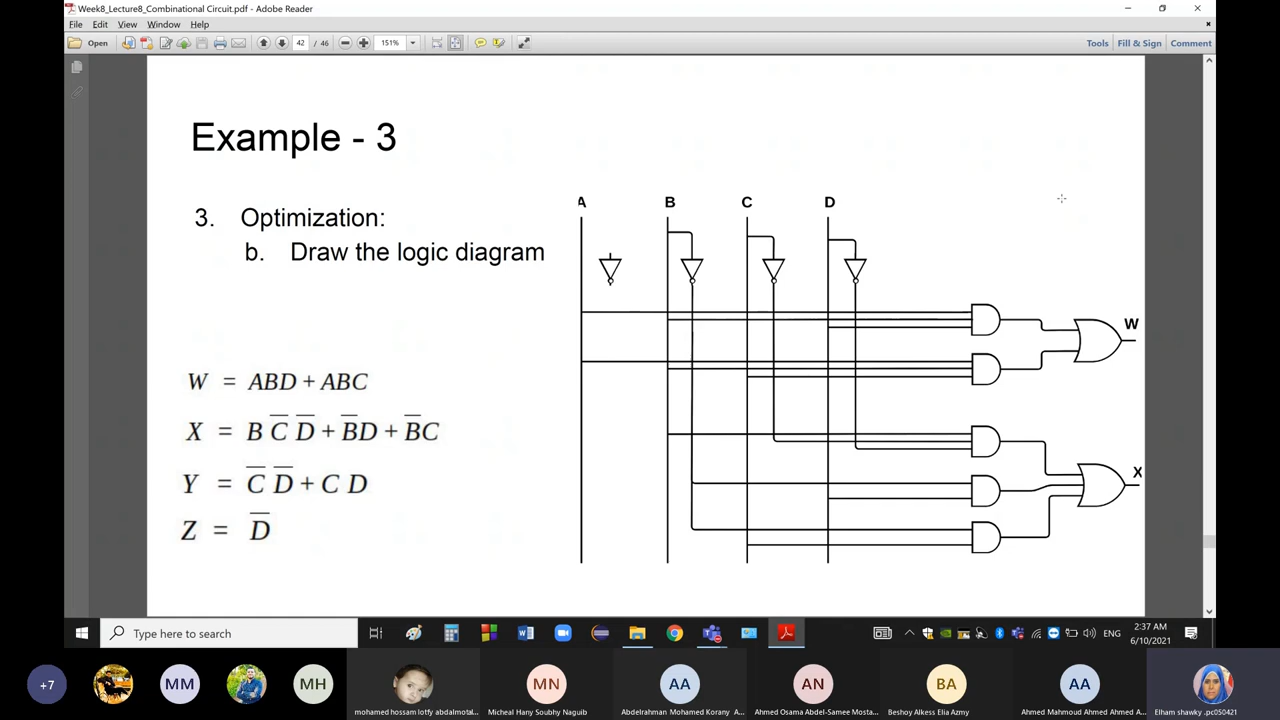 Week8_Lecture8_Combinational Circuit.pdf - Adobe Reader
File Edit View Window Help
Open 42 / 46 151% Tools Fill & Sign Comment
Example - 3
3. Optimization:
b. Draw the logic diagram
A B C D
W
X
W = ABD + ABC
X = B C̅ D̅ + B̅D + B̅C
Y = C̅ D̅ + C D
Z = D̅
Type here to search
ENG
2:37 AM
6/10/2021
+7 MM MH MN AA AN BA AA
mohamed hossam lotfy abdalmotal...
Micheal Hany Soubhy Naguib
Abdelrahman Mohamed Korany A...
Ahmed Osama Abdel-Samee Mosta...
Beshoy Alkess Elia Azmy
Ahmed Mahmoud Ahmed Ahmed A...
Elham shawky .pc050421